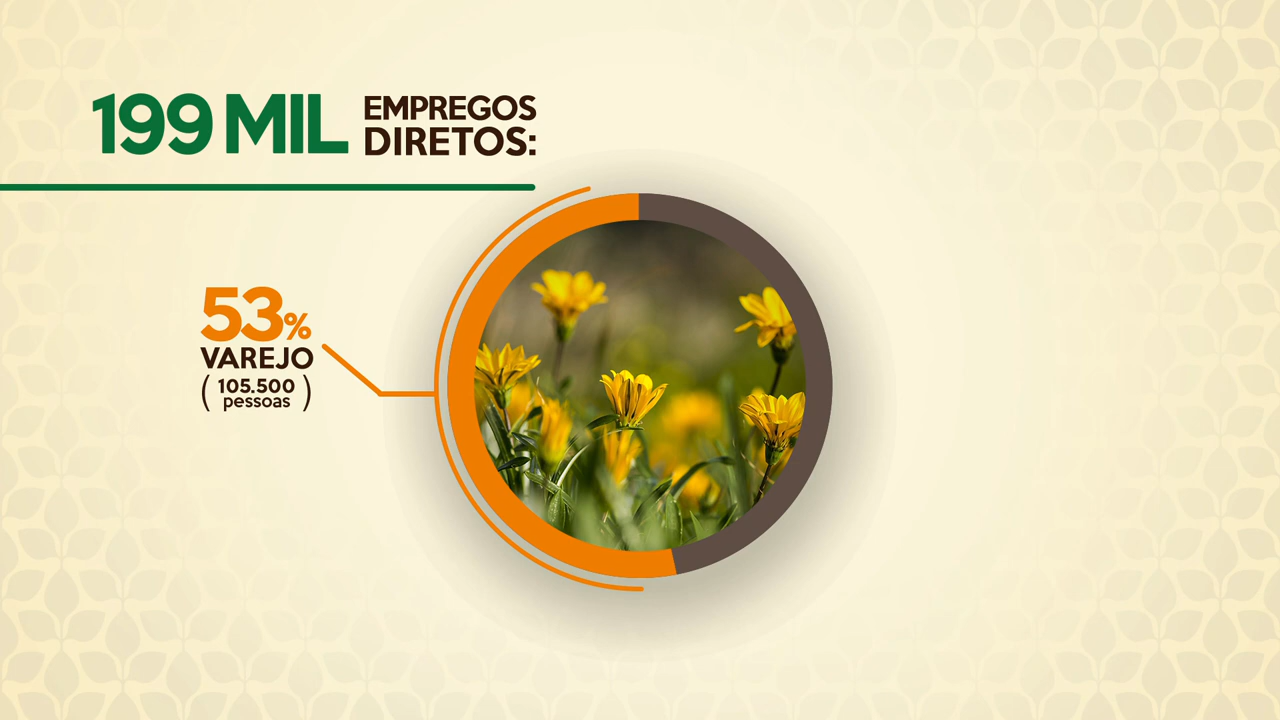 199 MIL EMPREGOS
DIRETOS:
53%
VAREJO
( 105.500
pessoas )